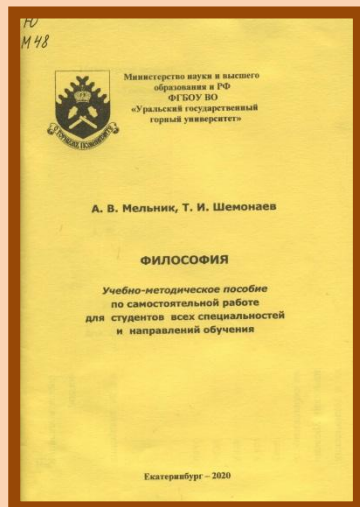 Ю
М 48
Министерство науки и высшего
образования и РФ
ФГБОУ ВО
«Уральский государственный
горный университет»
А. В. Мельник, Т. И. Шемонаев
ФИЛОСОФИЯ
Учебно-методическое пособие
по самостоятельной работе
для студентов всех специальностей
и направлений обучения
Екатеринбург – 2020